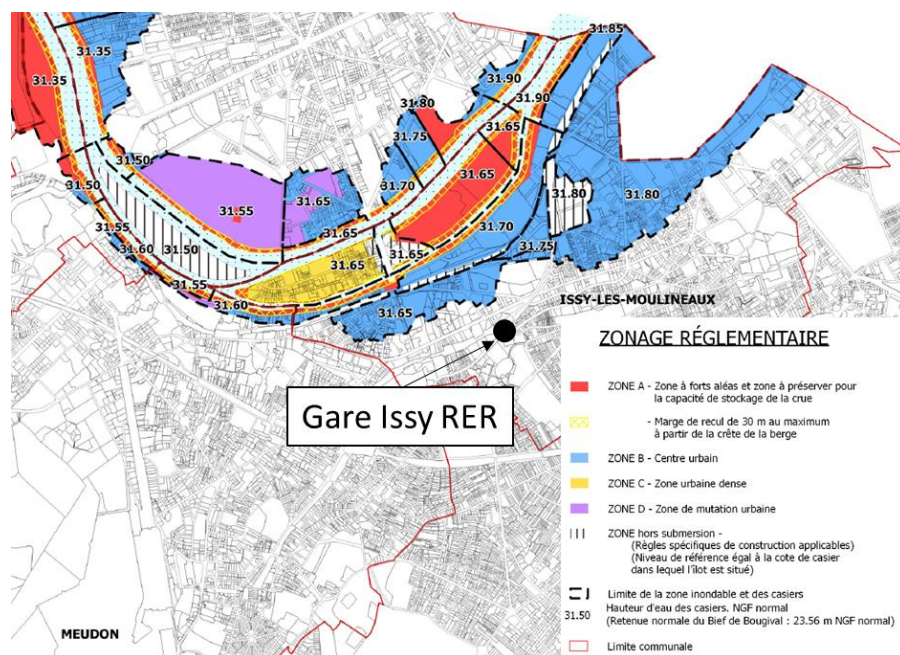 31.85
31.35
31.90
31.35
31.80
31.90
31.65
31.75
31.50
31.65
31.80
31.80
31.50
31.70
31.65
31.55
31.70
31.55
31.50
31.65
31.75
31.60
31.65
31.55
31.60
ISSY-LES-MOULINEAUX
31.65
Gare Issy RER
MEUDON
ZONAGE RÉGLEMENTAIRE
ZONE A - Zone à forts aléas et zone à préserver pour
la capacité de stockage de la crue
- Marge de recul de 30 m au maximum
à partir de la crête de la berge
ZONE B - Centre urbain
ZONE C - Zone urbaine dense
ZONE D - Zone de mutation urbaine
ZONE hors submersion -
(Règles spécifiques de construction applicables)
(Niveau de référence égal à la cote de casier
dans lequel l'îlot est situé)
Limite de la zone inondable et des casiers
31.50 Hauteur d'eau des casiers. NGF normal
(Retenue normale du Bief de Bougival : 23.56 m NGF normal)
Limite communale